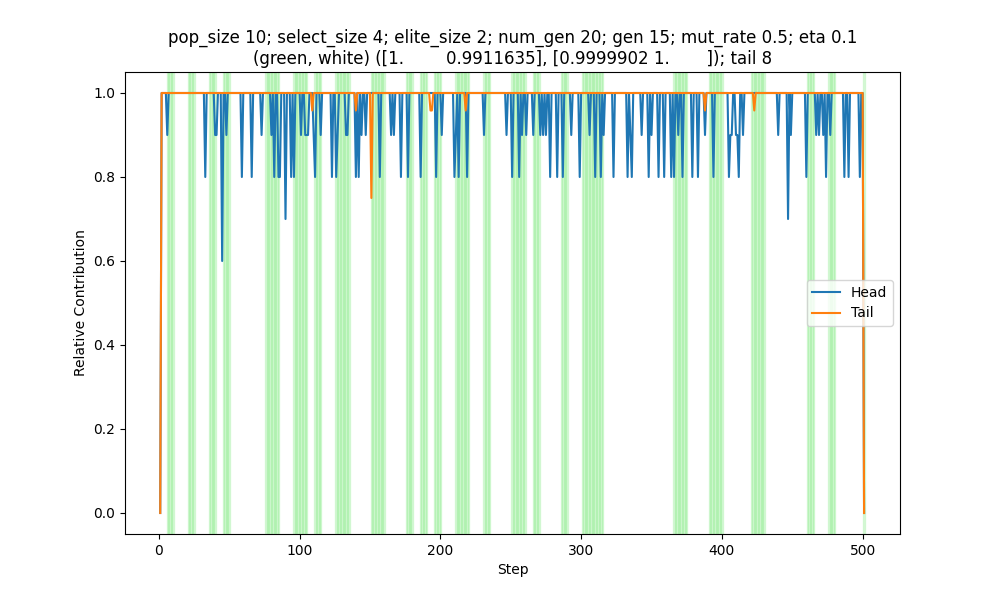 pop_size 10; select_size 4; elite_size 2; num_gen 20; gen 15; mut_rate 0.5; eta 0.1
(green, white) ([1.         0.9911635], [0.9999902 1.        ]); tail 8
1.0
0.8
0.6
0.4
0.2
0.0
Relative Contribution
Head
Tail
0
100
200
300
400
500
Step